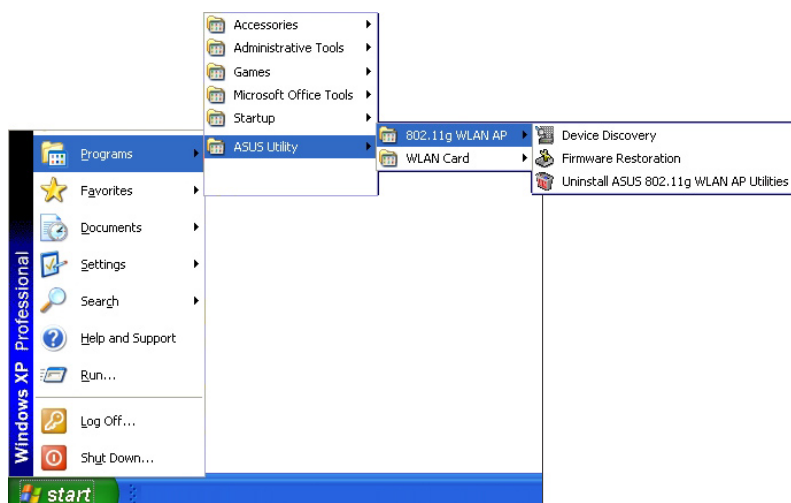 Accessories
Administrative Tools
Games
Microsoft Office Tools
Startup
ASUS Utility
802.11g WLAN AP
WLAN Card
Device Discovery
Firmware Restoration
Uninstall ASUS 802.11g WLAN AP Utilities
Programs
Favorites
Documents
Settings
Search
Help and Support
Run...
Log Off...
Shut Down...
Windows XP Professional
start